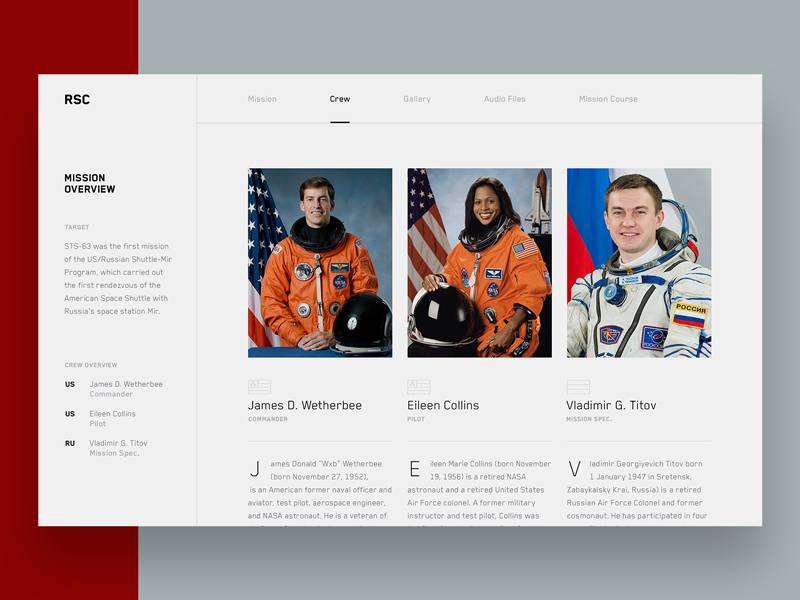 RSC
Mission
Crew
Gallery
Audio Files
Mission Course
MISSION
OVERVIEW
TARGET
STS-63 was the first mission
of the US/Russian Shuttle-Mir
Program, which carried out
the first rendezvous of the
American Space Shuttle with
Russia's space station Mir.
CREW OVERVIEW
US James D. Wetherbee
Commander
US Eileen Collins
Pilot
RU Vladimir G. Titov
Mission Spec.
NASA
NASA
РОССИЯ
James D. Wetherbee
COMMANDER
James Donald "Wxb" Wetherbee
(born November 27, 1952),
is an American former naval officer and
aviator, test pilot, aerospace engineer,
and NASA astronaut. He is a veteran of
Eileen Collins
PILOT
Eileen Marie Collins (born November
19, 1956) is a retired NASA
astronaut and a retired United States
Air Force colonel. A former military
instructor and test pilot, Collins was
Vladimir G. Titov
MISSION SPEC.
Vladimir Georgiyevich Titov born
1 January 1947 in Sretensk,
Zabaykalsky Krai, Russia) is a retired
Russian Air Force Colonel and former
cosmonaut. He has participated in four